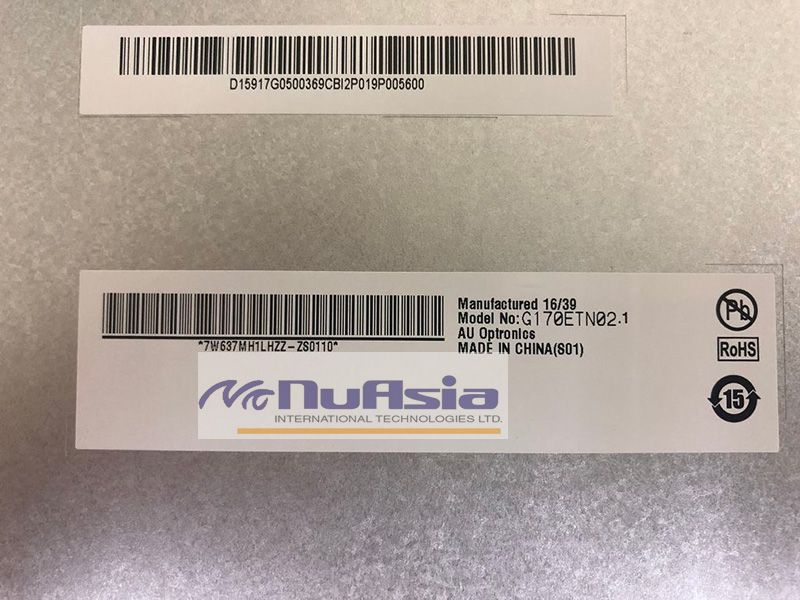 D15917G0500369CBI2P019P005600
Manufactured 16/39
Model No:G170ETN02.1
AU Optronics
MADE IN CHINA(S01)
*7W637MH1LHZZ-ZS0110*
Pb
RoHS
15
NuAsia
INTERNATIONAL TECHNOLOGIES LTD.